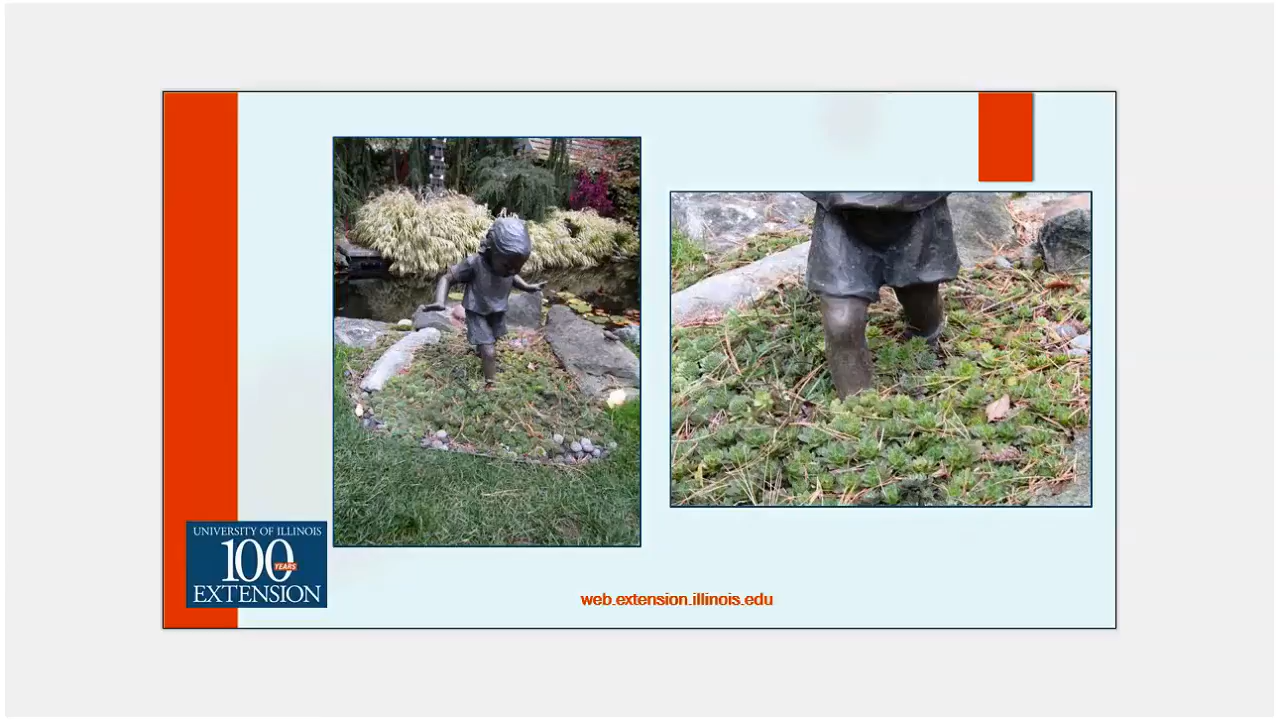 UNIVERSITY OF ILLINOIS
100
YEARS
EXTENSION
web.extension.illinois.edu